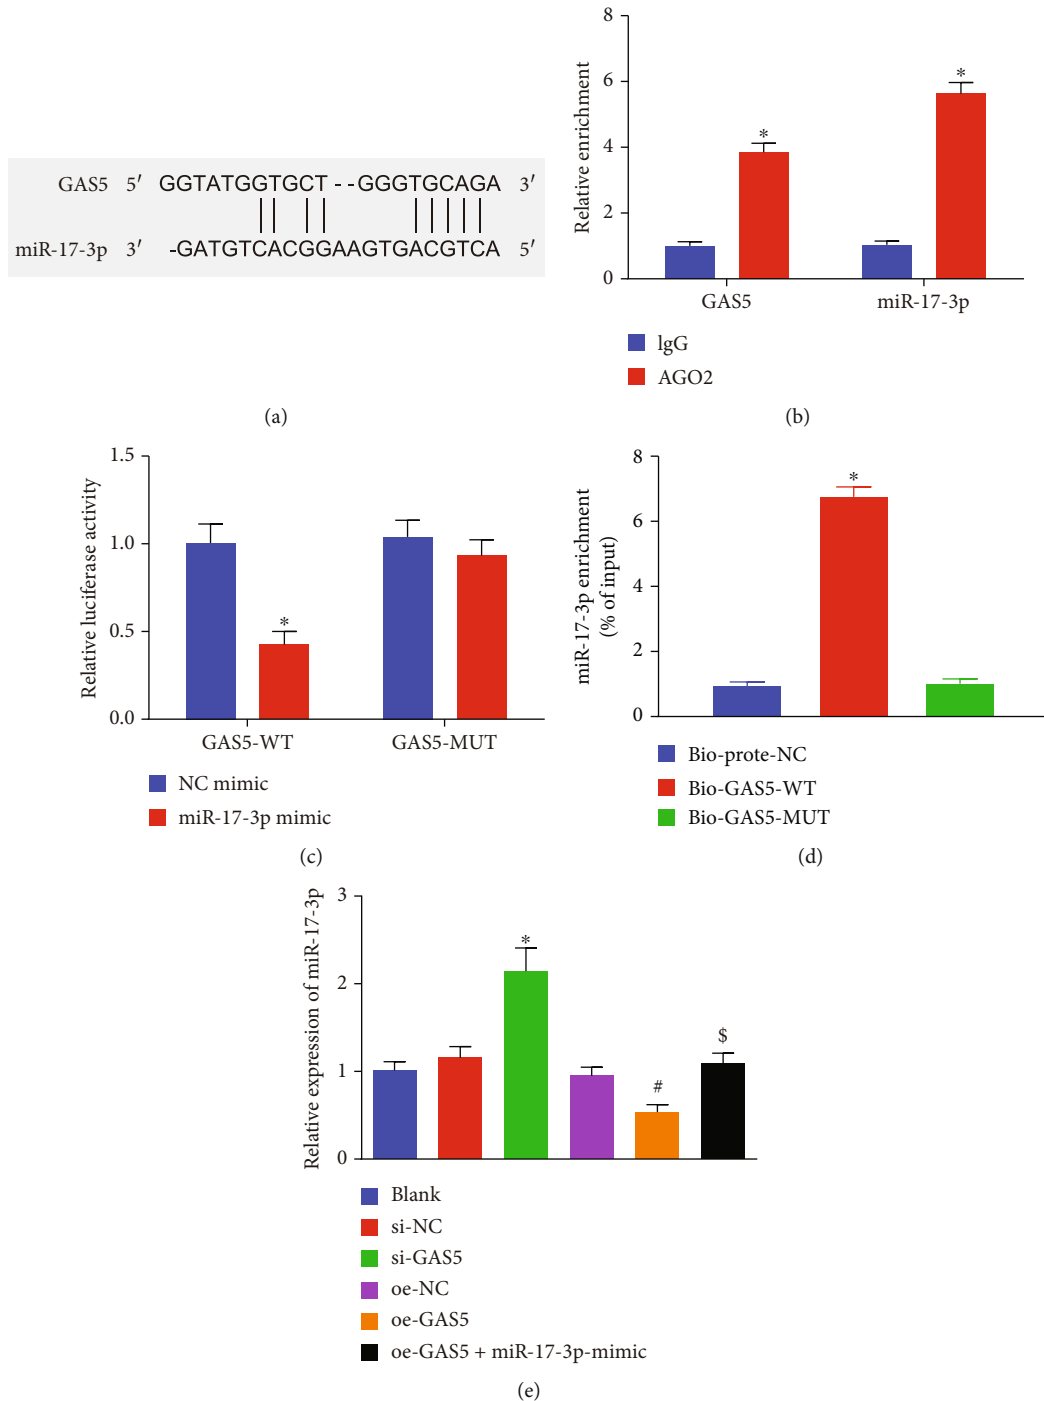 GAS5 5′ GGTATGGTGCT--GGGTGCAGA 3′
miR-17-3p 3′ -GATGTCACGGAAGTGACGTCA 5′
(a)
Relative enrichment
8
6
4
2
0
*
*
GAS5 miR-17-3p
IgG
AGO2
(b)
Relative luciferase activity
1.5
1.0
0.5
0.0
*
GAS5-WT GAS5-MUT
NC mimic
miR-17-3p mimic
(c)
miR-17-3p enrichment
(% of input)
8
6
4
2
0
*
Bio-prote-NC
Bio-GAS5-WT
Bio-GAS5-MUT
(d)
Relative expression of miR-17-3p
3
2
1
0
*
#
$
Blank
si-NC
si-GAS5
oe-NC
oe-GAS5
oe-GAS5 + miR-17-3p-mimic
(e)